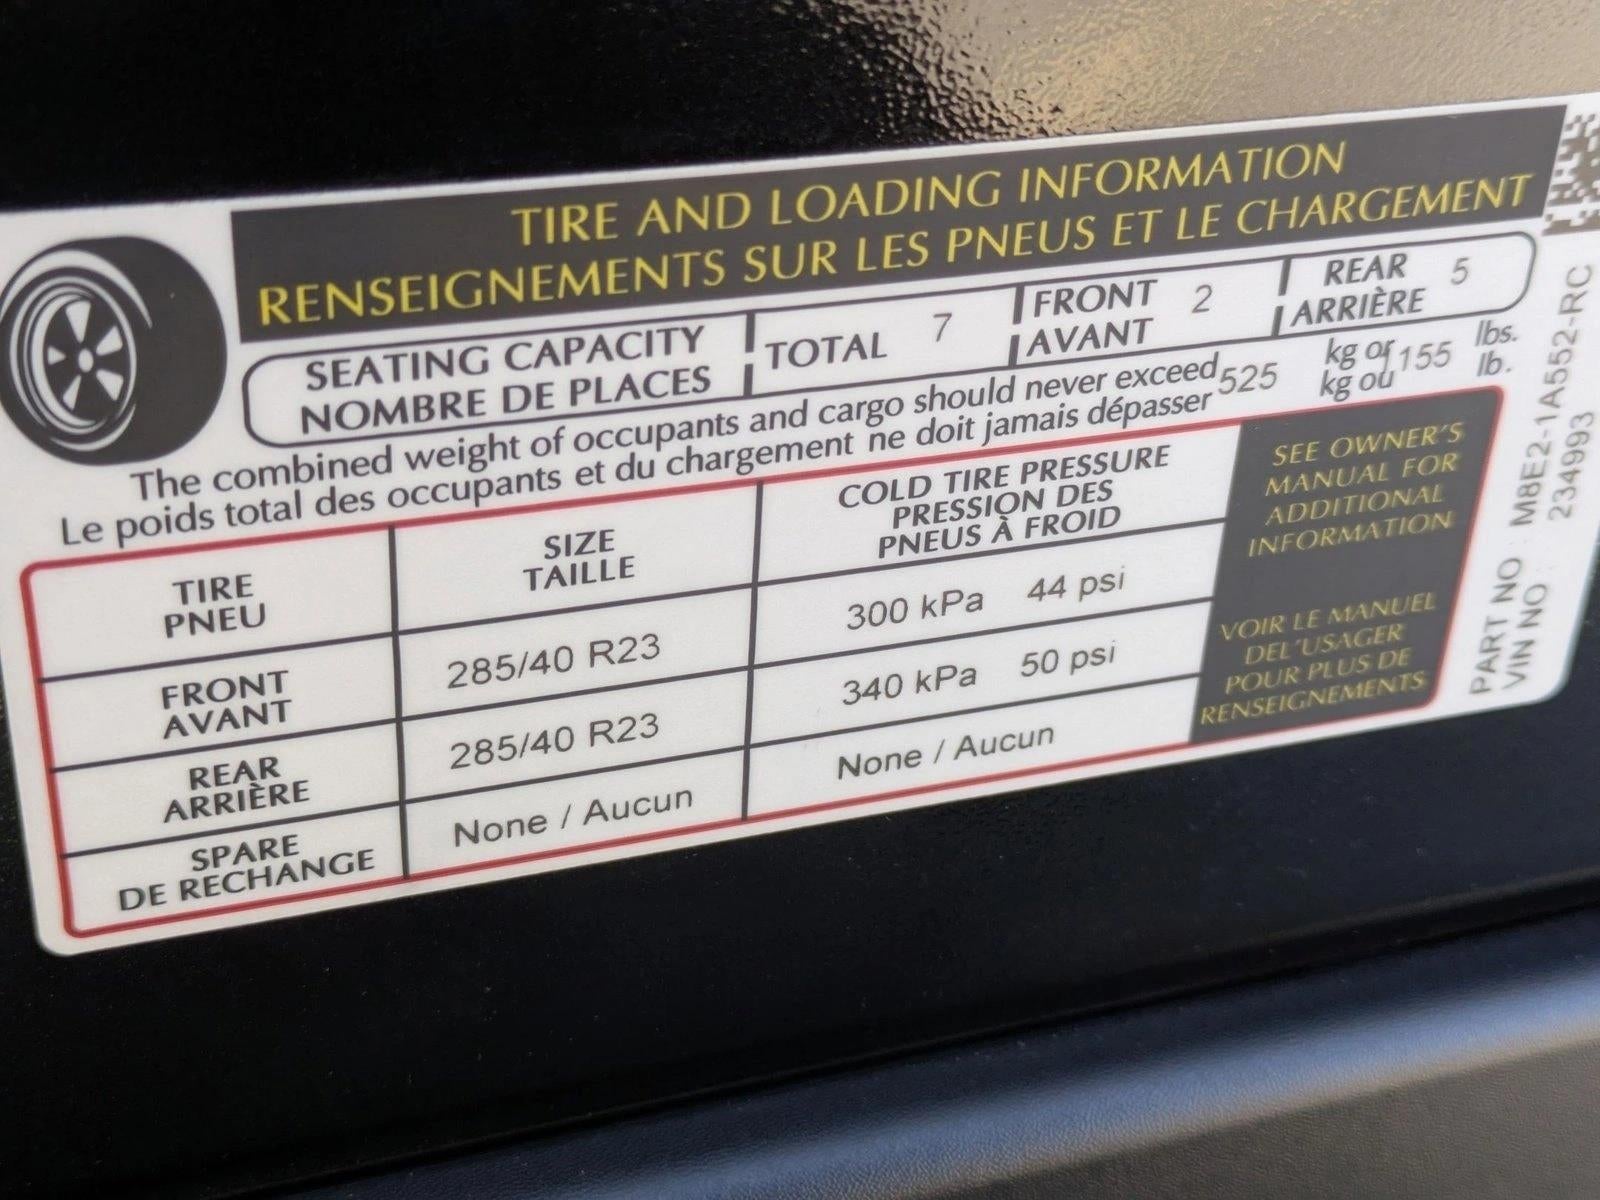 TIRE AND LOADING INFORMATION
RENSEIGNEMENTS SUR LES PNEUS ET LE CHARGEMENT
SEATING CAPACITY
NOMBRE DE PLACES
TOTAL 7
FRONT
AVANT
2
REAR
ARRIÈRE
5
The combined weight of occupants and cargo should never exceed
Le poids total des occupants et du chargement ne doit jamais dépasser
525
kg or
kg ou
1155
lbs.
lb.
TIRE
PNEU
SIZE
TAILLE
COLD TIRE PRESSURE
PRESSION DES
PNEUS À FROID
FRONT
AVANT
285/40 R23
300 kPa 44 psi
REAR
ARRIÈRE
285/40 R23
340 kPa 50 psi
SPARE
DE RECHANGE
None / Aucun
None / Aucun
SEE OWNER'S
MANUAL FOR
ADDITIONAL
INFORMATION
VOIR LE MANUEL
DEL'USAGER
POUR PLUS DE
RENSEIGNEMENTS
PART NO : M8E2-1A552-RC
VIN NO : 234993